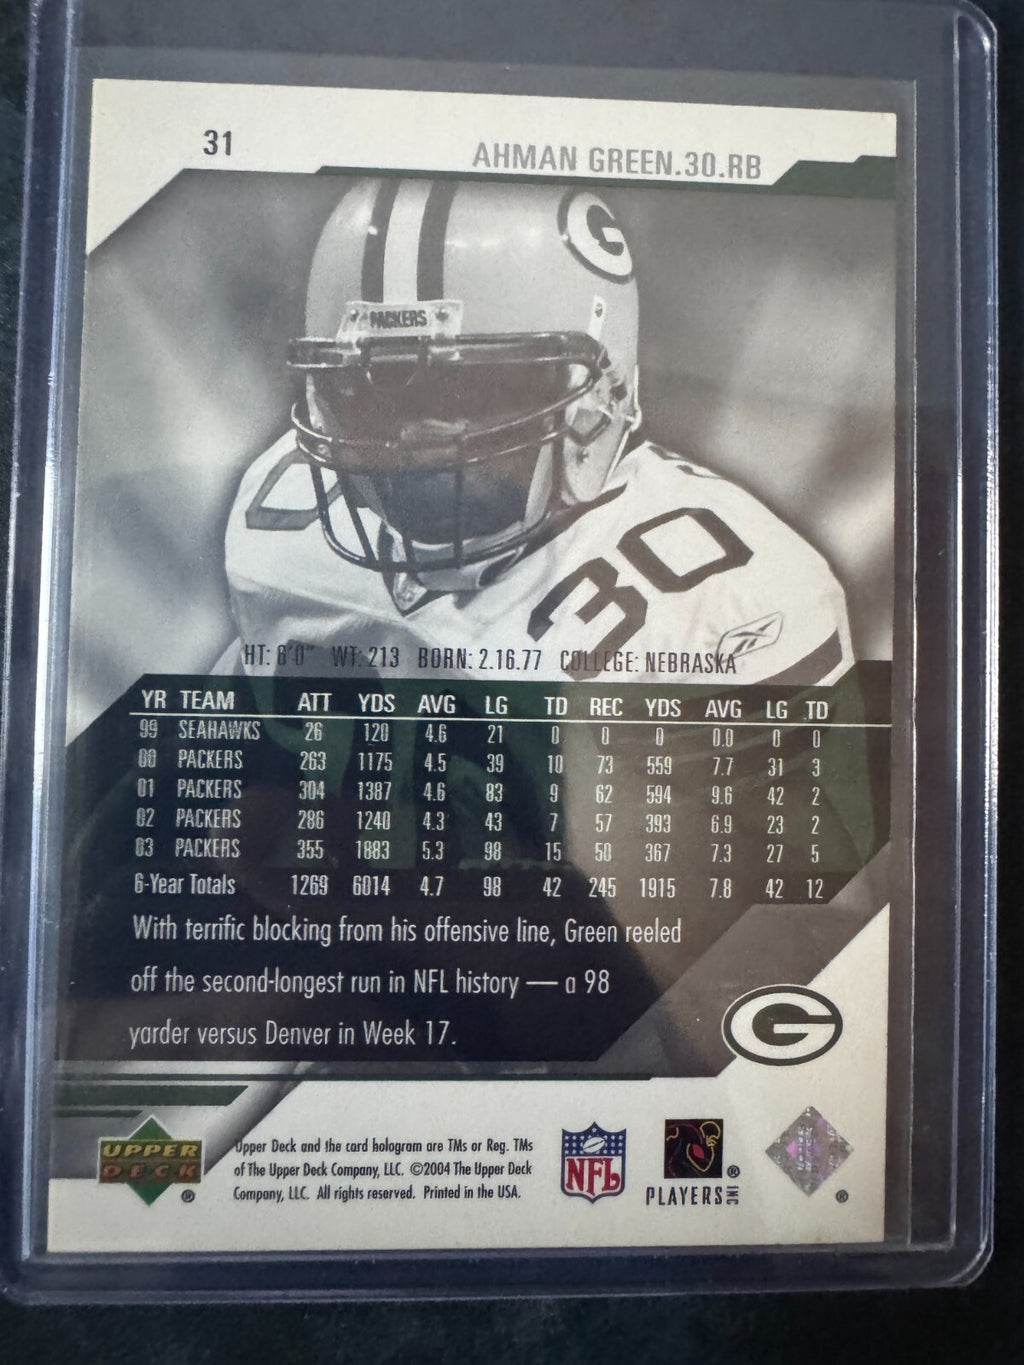 31
AHMAN GREEN.30.RB
G
PACKERS
30
HT: 6'0" WT: 213 BORN: 2.16.77 COLLEGE: NEBRASKA
YR TEAM ATT YDS AVG LG TD REC YDS AVG LG TD
99 SEAHAWKS 26 120 4.6 21 0 0 0 0.0 0 0
00 PACKERS 263 1175 4.5 39 10 73 559 7.7 31 3
01 PACKERS 304 1387 4.6 83 9 62 594 9.6 42 2
02 PACKERS 286 1240 4.3 43 7 57 393 6.9 23 2
03 PACKERS 355 1883 5.3 98 15 50 367 7.3 27 5
6-Year Totals 1269 6014 4.7 98 42 245 1915 7.8 42 12
With terrific blocking from his offensive line, Green reeled
off the second-longest run in NFL history — a 98
yarder versus Denver in Week 17.
G
UPPER
DECK
®
Upper Deck and the card hologram are TMs or Reg. TMs
of The Upper Deck Company, LLC. ©2004 The Upper Deck
Company, LLC. All rights reserved. Printed in the USA.
NFL
®
PLAYERS INC
®